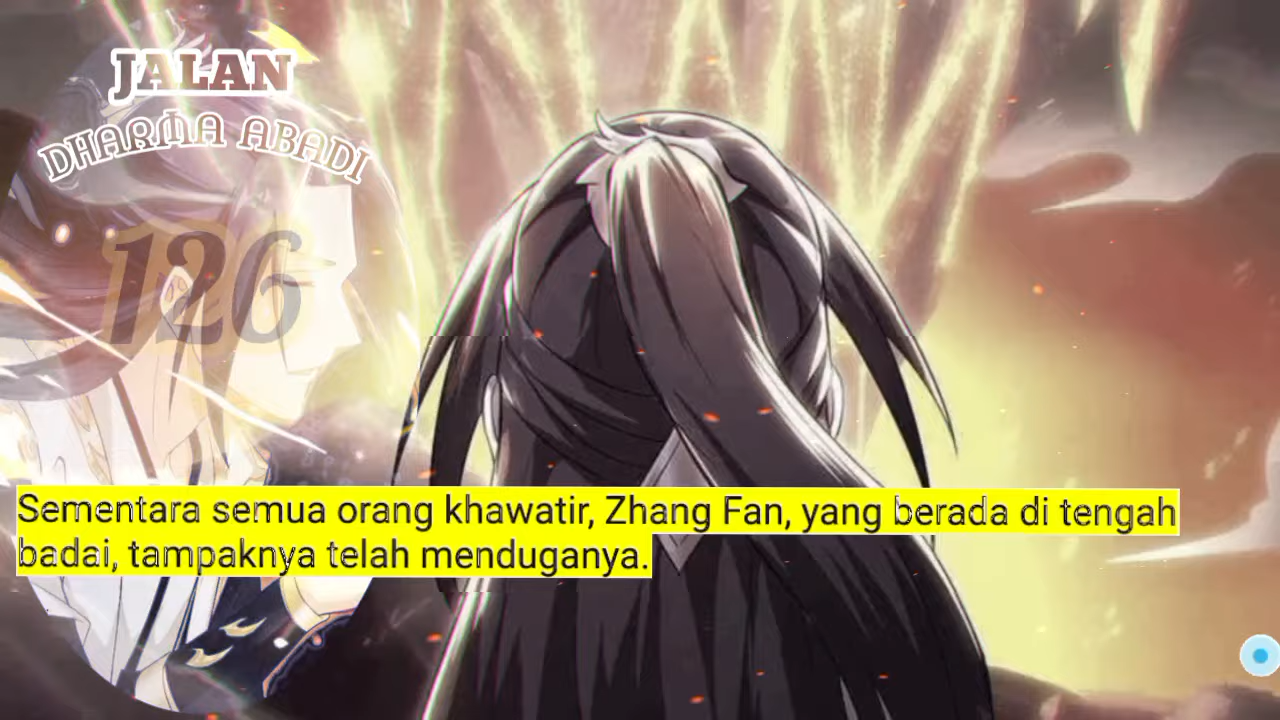 JALAN
DHARMA ABADI
126
Sementara semua orang khawatir, Zhang Fan, yang berada di tengah
badai, tampaknya telah menduganya.